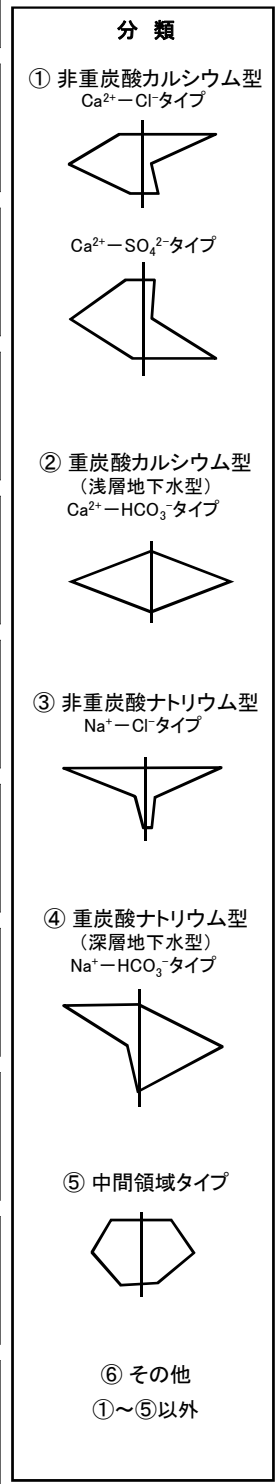 分 類
① 非重炭酸カルシウム型
Ca²⁺－Cl⁻タイプ
Ca²⁺－SO₄²⁻タイプ
② 重炭酸カルシウム型
（浅層地下水型）
Ca²⁺－HCO₃⁻タイプ
③ 非重炭酸ナトリウム型
Na⁺－Cl⁻タイプ
④ 重炭酸ナトリウム型
（深層地下水型）
Na⁺－HCO₃⁻タイプ
⑤ 中間領域タイプ
⑥ その他
①～⑤以外